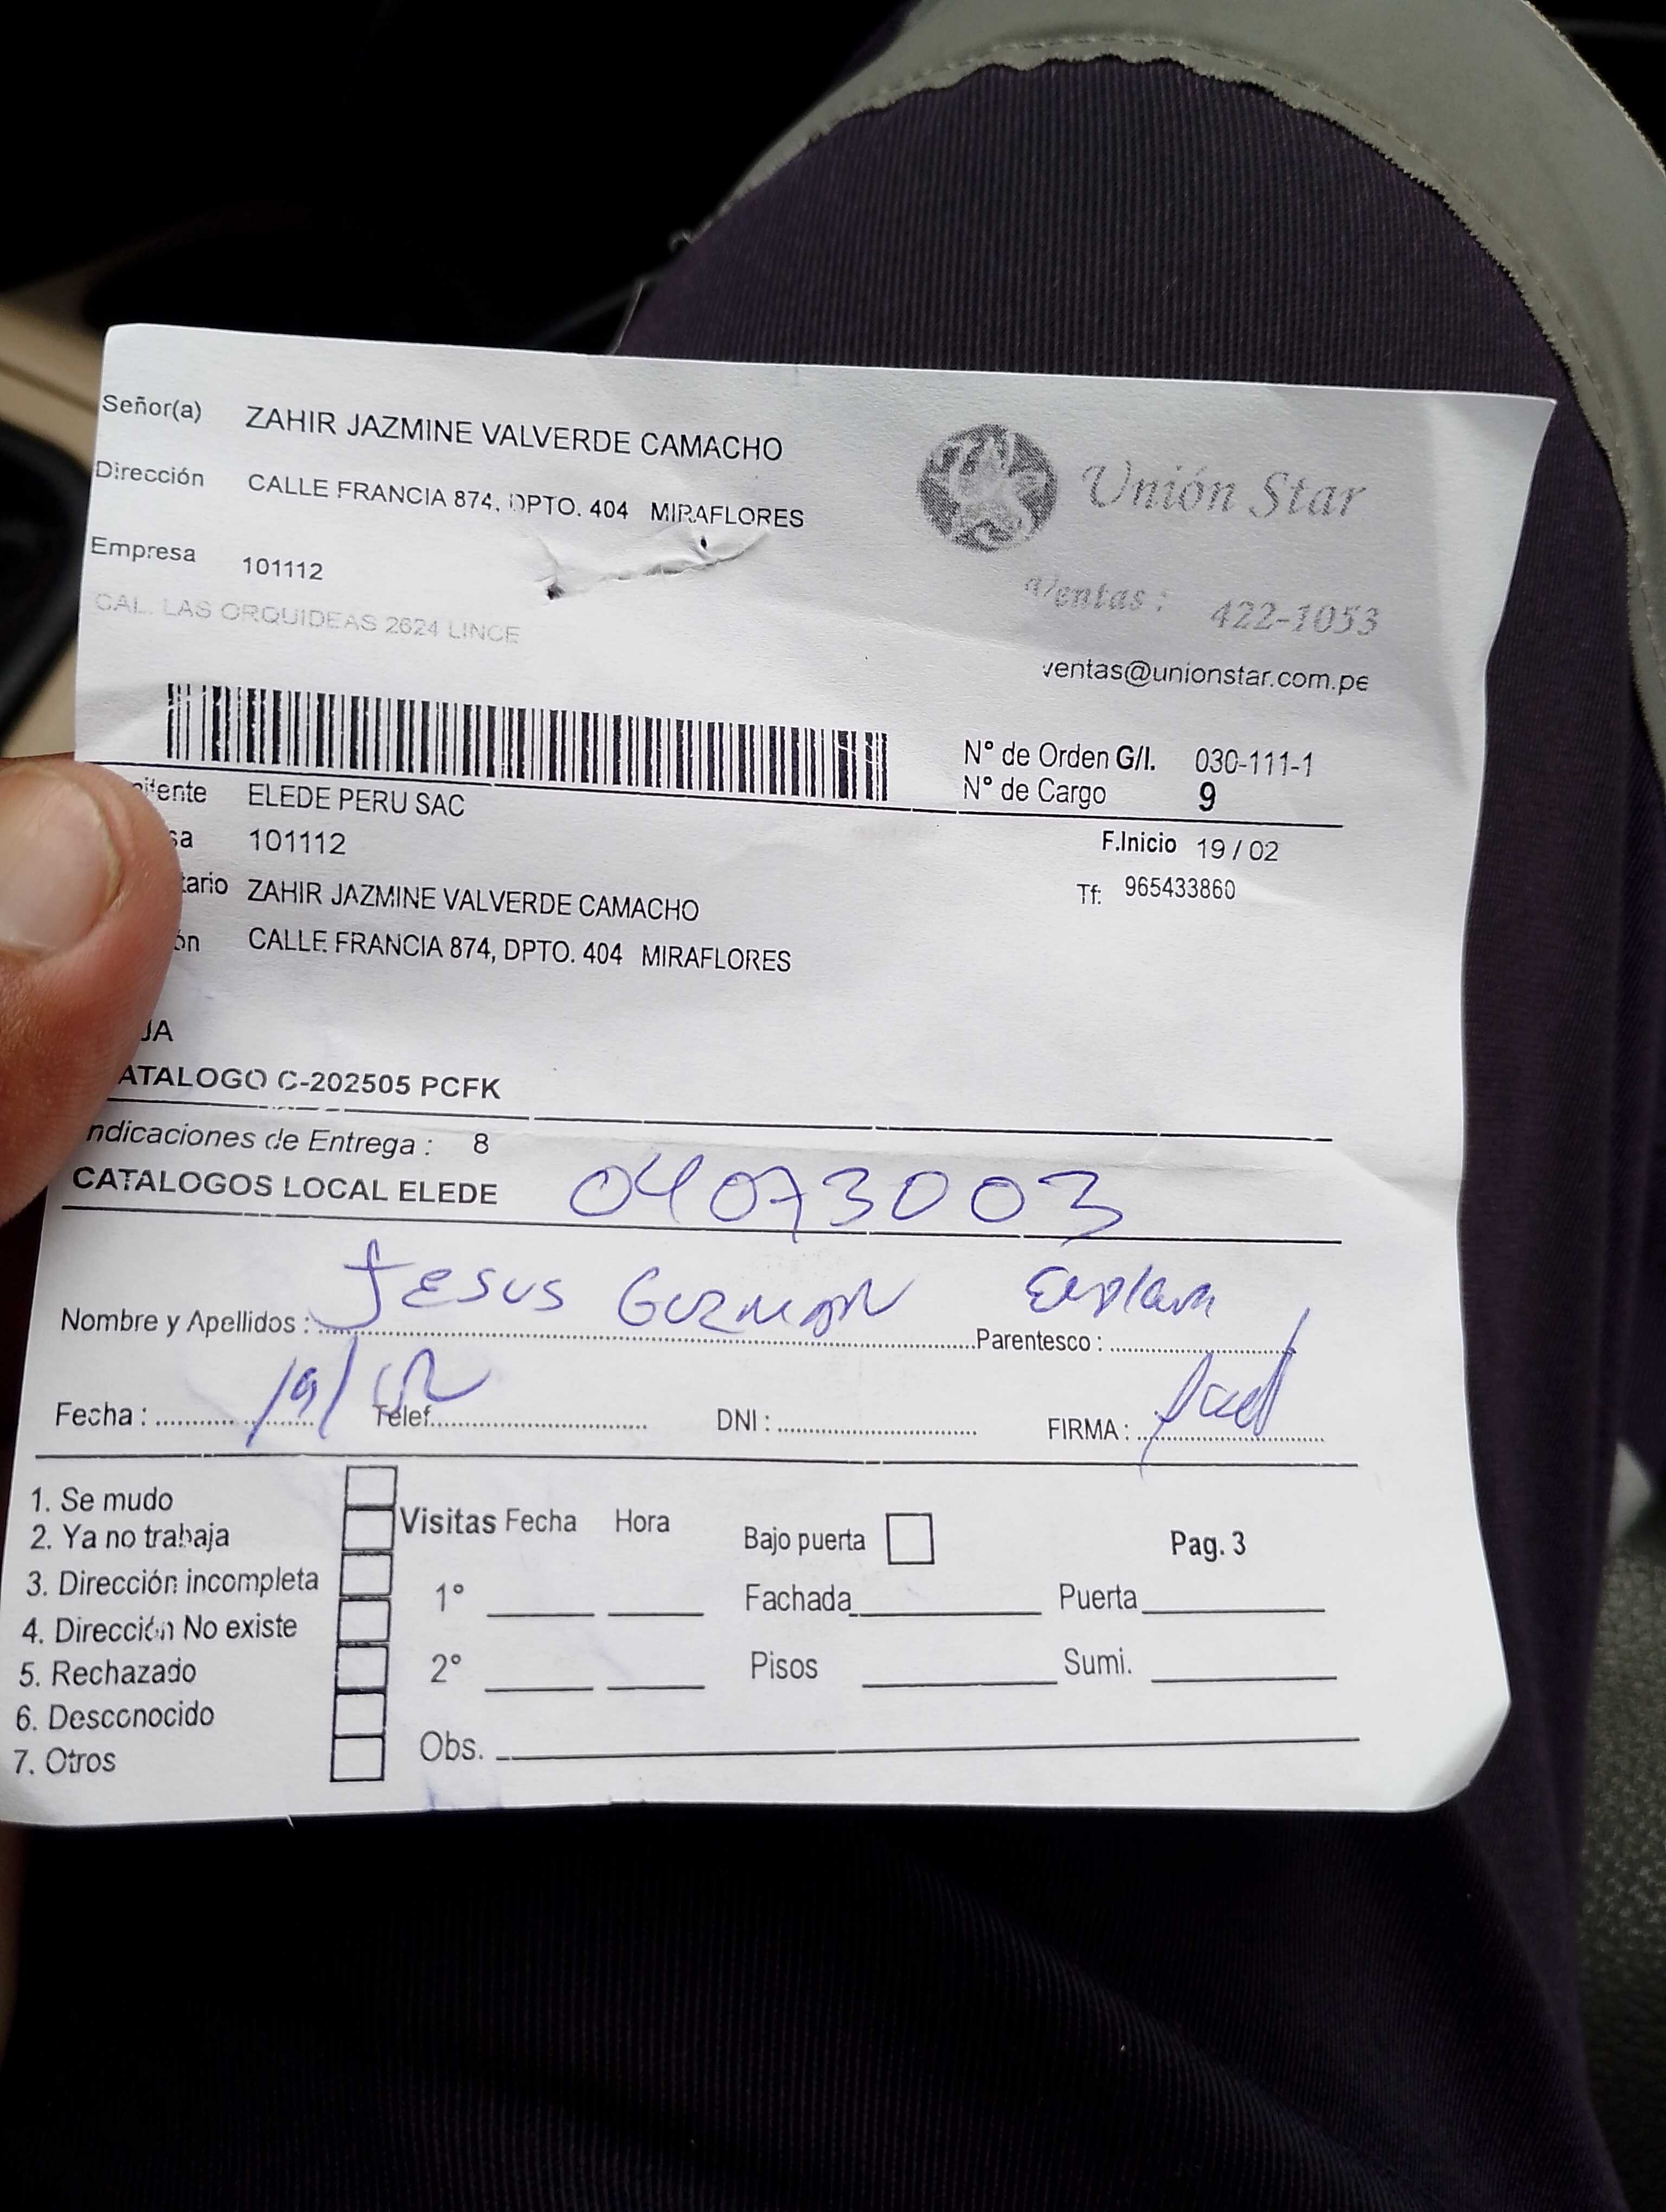 Señor(a) ZAHIR JAZMINE VALVERDE CAMACHO
Dirección CALLE FRANCIA 874, DPTO. 404 MIRAFLORES
Empresa 101112
CAL. LAS ORQUIDEAS 2624 LINCE
Unión Star
Ventas : 422-1053
ventas@unionstar.com.pe
N° de Orden G/I. 030-111-1
N° de Cargo 9
itente ELEDE PERU SAC
sa 101112
F.Inicio 19 / 02
tario ZAHIR JAZMINE VALVERDE CAMACHO
Tf: 965433860
ón CALLE FRANCIA 874, DPTO. 404 MIRAFLORES
JA
ATALOGO C-202505 PCFK
ndicaciones de Entrega : 8
CATALOGOS LOCAL ELEDE 04073003
Nombre y Apellidos : JESUS GUZMAN Parentesco :
Fecha : 19/02 Telef. DNI : FIRMA :
1. Se mudo
2. Ya no trabaja
3. Dirección incompleta
4. Dirección No existe
5. Rechazado
6. Desconocido
7. Otros
Visitas Fecha Hora
1°
2°
Obs.
Bajo puerta Pag. 3
Fachada Puerta
Pisos Sumi.